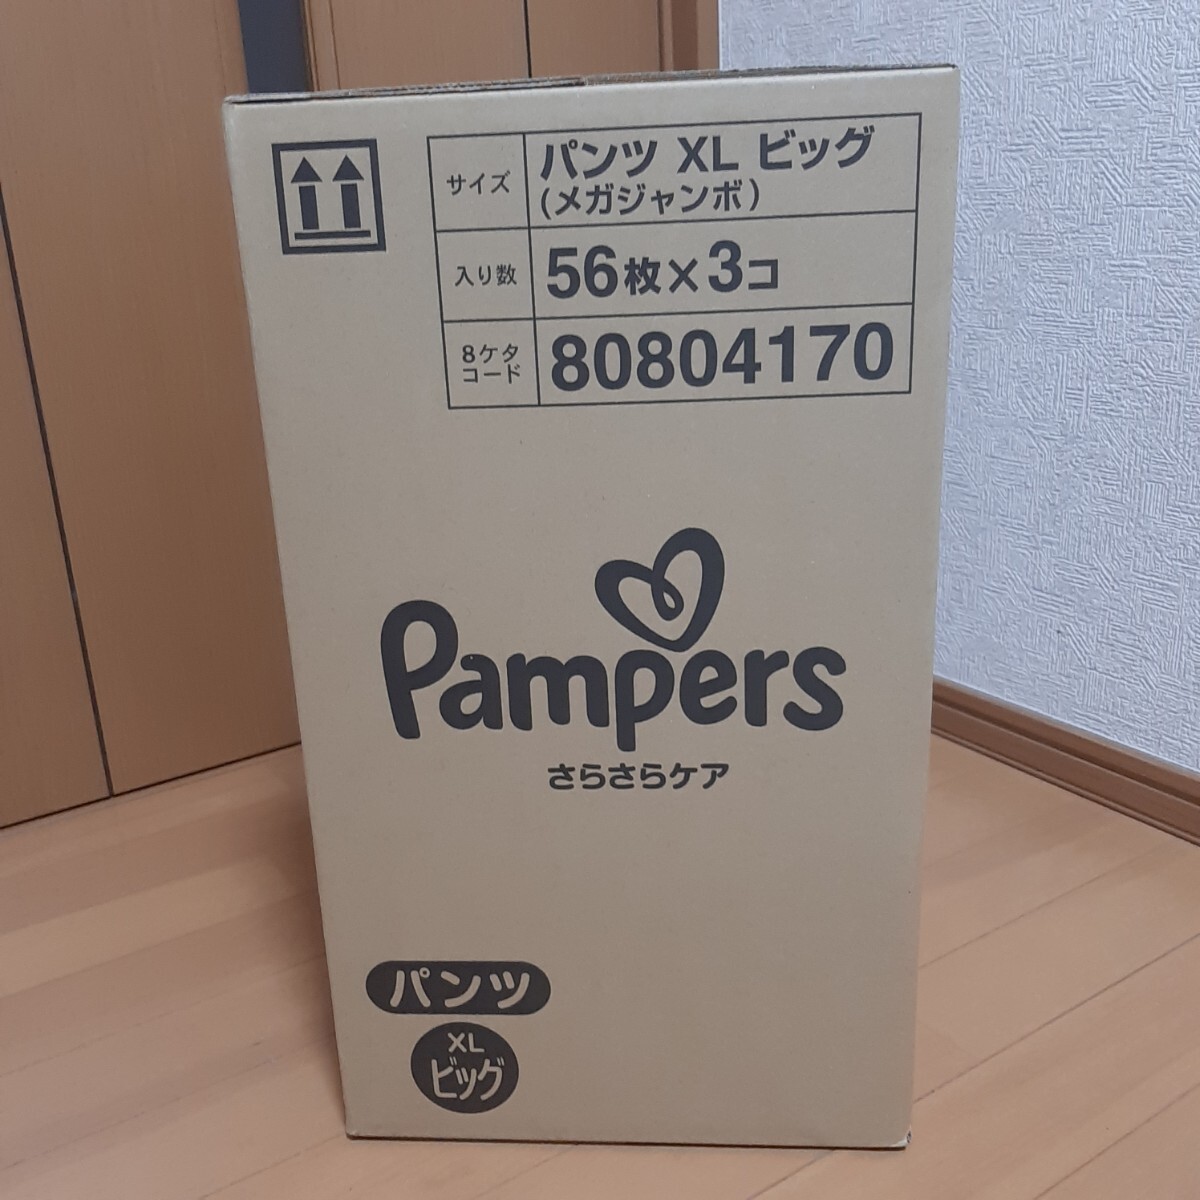 サイズ
パンツ XL ビッグ
(メガジャンボ)
入り数
56枚×3コ
8ケタ
コード
80804170
Pampers
さらさらケア
パンツ
XL
ビッグ